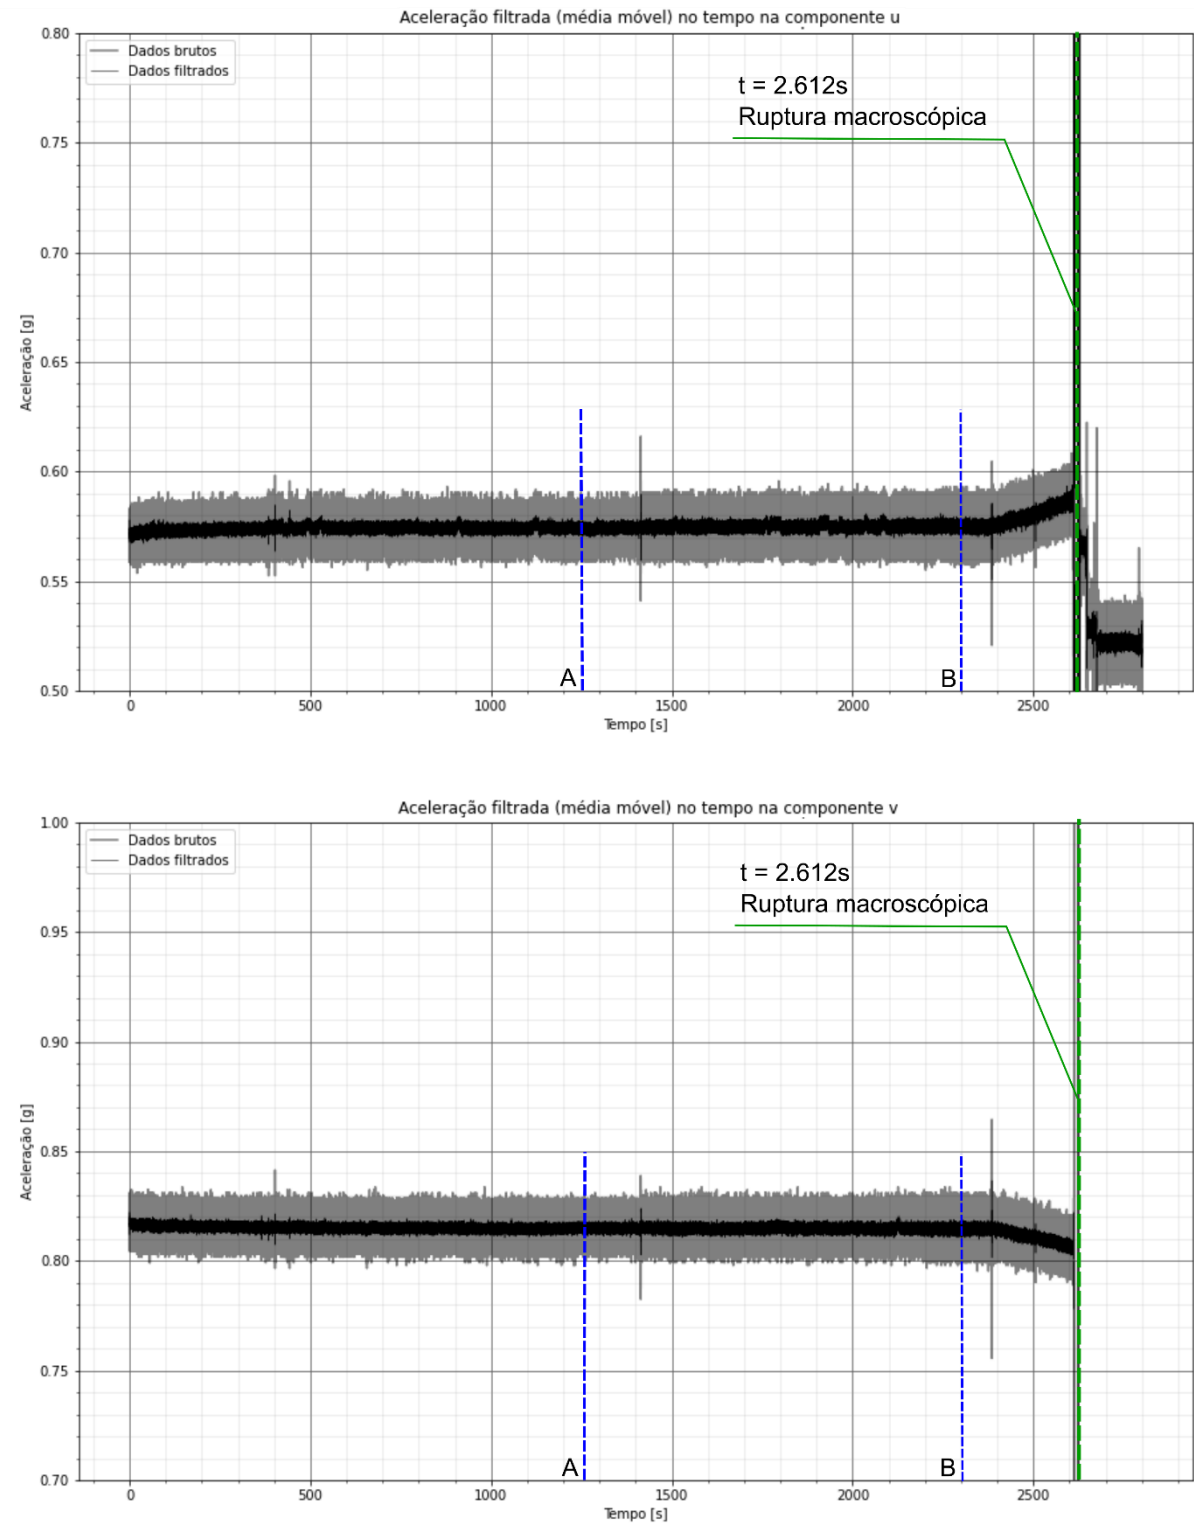 Aceleração filtrada (média móvel) no tempo na componente u
0.80
Dados brutos
Dados filtrados
t = 2.612s
Ruptura macroscópica
0.75
0.70
0.65
Aceleração [g]
0.60
0.55
A
B
0.50
0
500
1000
1500
2000
2500
Tempo [s]
Aceleração filtrada (média móvel) no tempo na componente v
1.00
Dados brutos
Dados filtrados
t = 2.612s
Ruptura macroscópica
0.95
0.90
0.85
Aceleração [g]
0.80
0.75
A
B
0.70
0
500
1000
1500
2000
2500
Tempo [s]